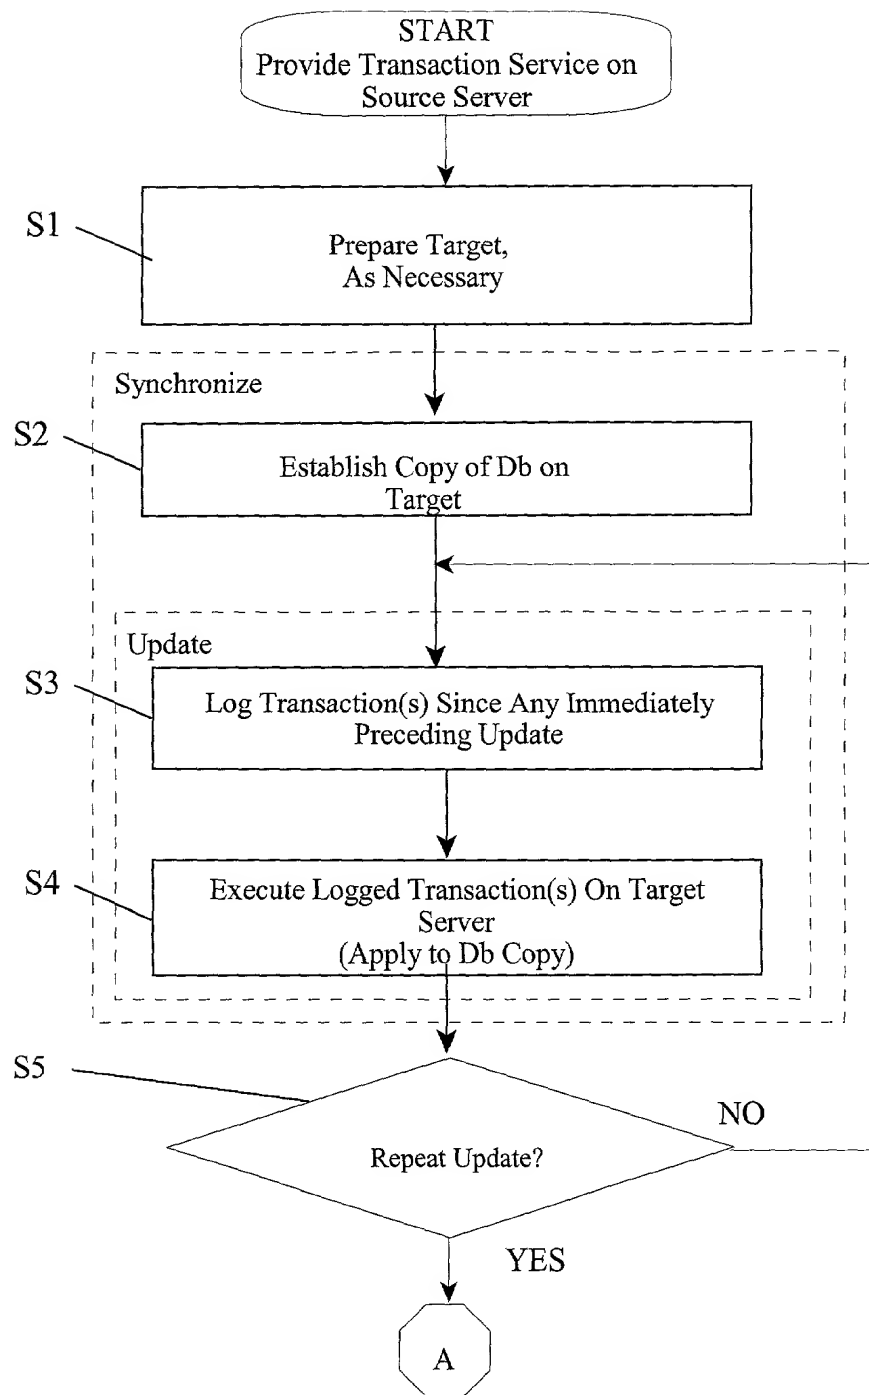 START
Provide Transaction Service on
Source Server
S1
Prepare Target,
As Necessary
Synchronize
S2
Establish Copy of Db on
Target
Update
S3
Log Transaction(s) Since Any Immediately
Preceding Update
S4
Execute Logged Transaction(s) On Target
Server
(Apply to Db Copy)
S5
NO
Repeat Update?
YES
A